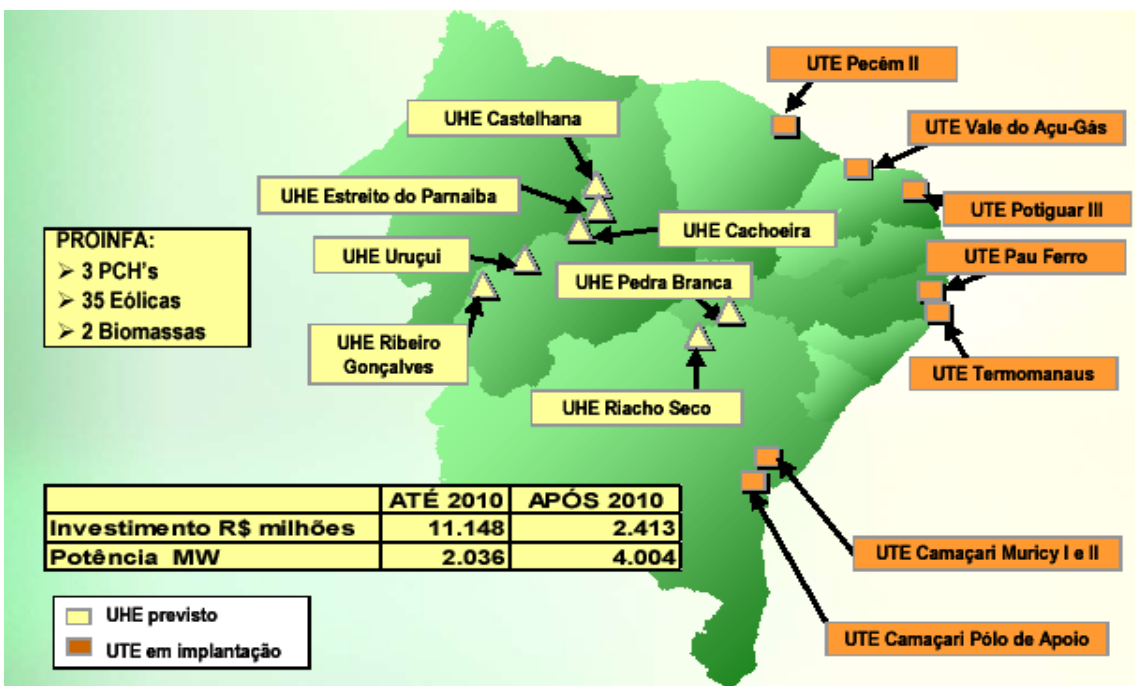 UTE Pecém II
UHE Castelhana
UTE Vale do Açu-Gás
UHE Estreito do Parnaiba
UTE Potiguar III
UHE Cachoeira
PROINFA:
➢ 3 PCH's
➢ 35 Eólicas
➢ 2 Biomassas
UHE Uruçui
UTE Pau Ferro
UHE Pedra Branca
UHE Ribeiro
Gonçalves
UTE Termomanaus
UHE Riacho Seco
ATÉ 2010 APÓS 2010
Investimento R$ milhões 11.148 2.413
Potência MW 2.036 4.004
UTE Camaçari Muricy I e II
UHE previsto
UTE em implantação
UTE Camaçari Pólo de Apoio